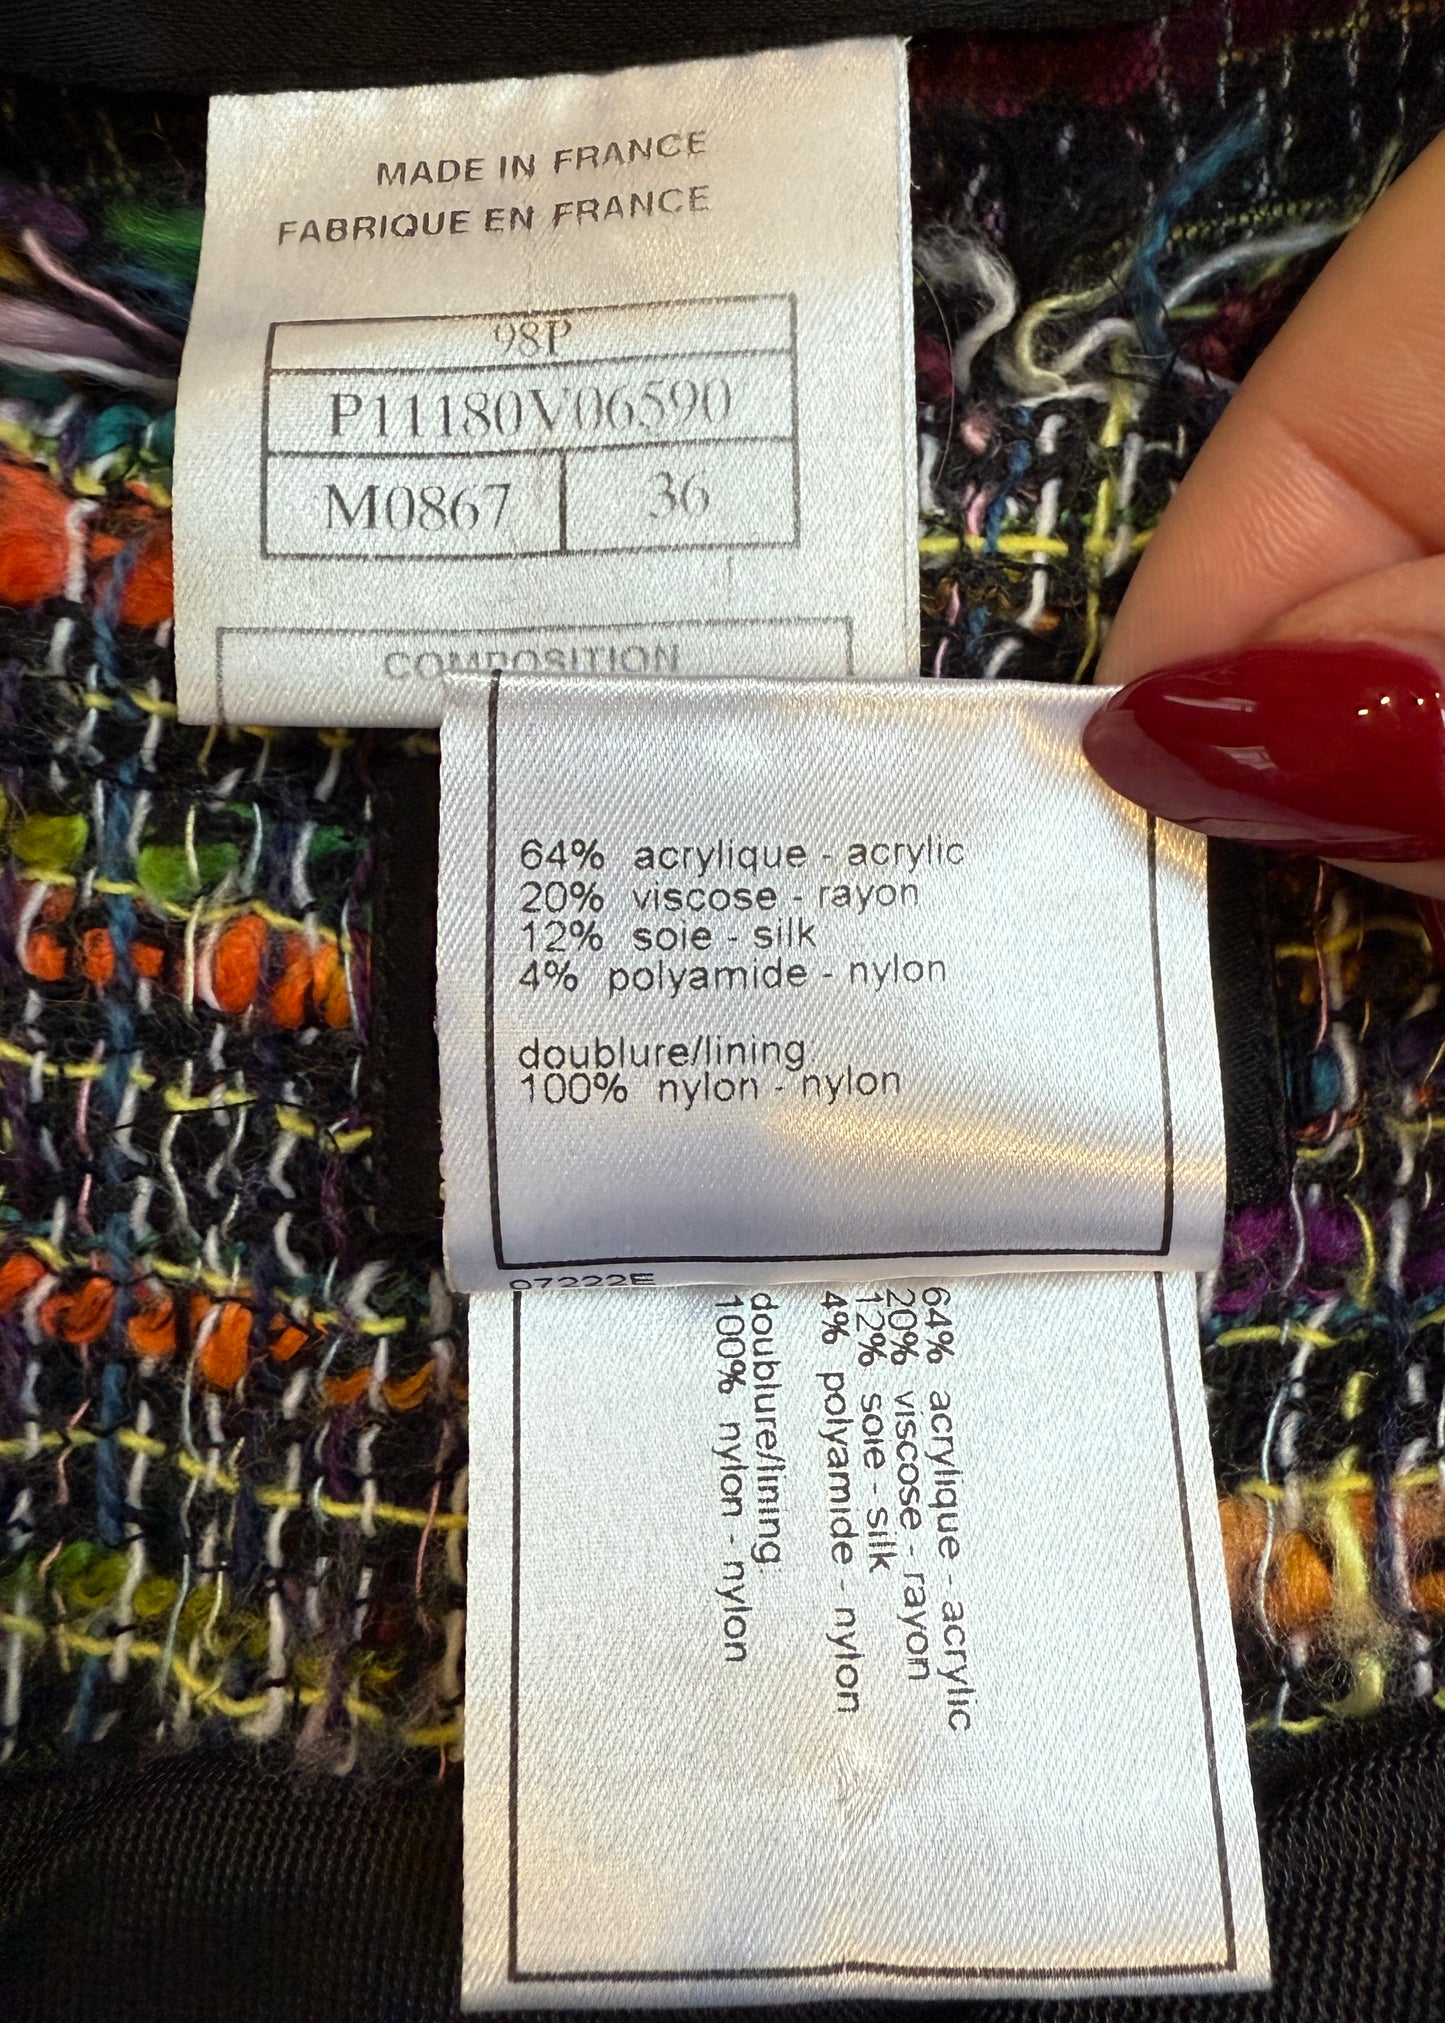 MADE IN FRANCE
FABRIQUE EN FRANCE
98P
P11180V06590
M0867 36
COMPOSITION
64% acrylique - acrylic
20% viscose - rayon
12% soie - silk
4% polyamide - nylon
doublure/lining:
100% nylon - nylon
07222E
64% acrylique - acrylic
20% viscose - rayon
12% soie - silk
4% polyamide - nylon
doublure/lining:
100% nylon - nylon